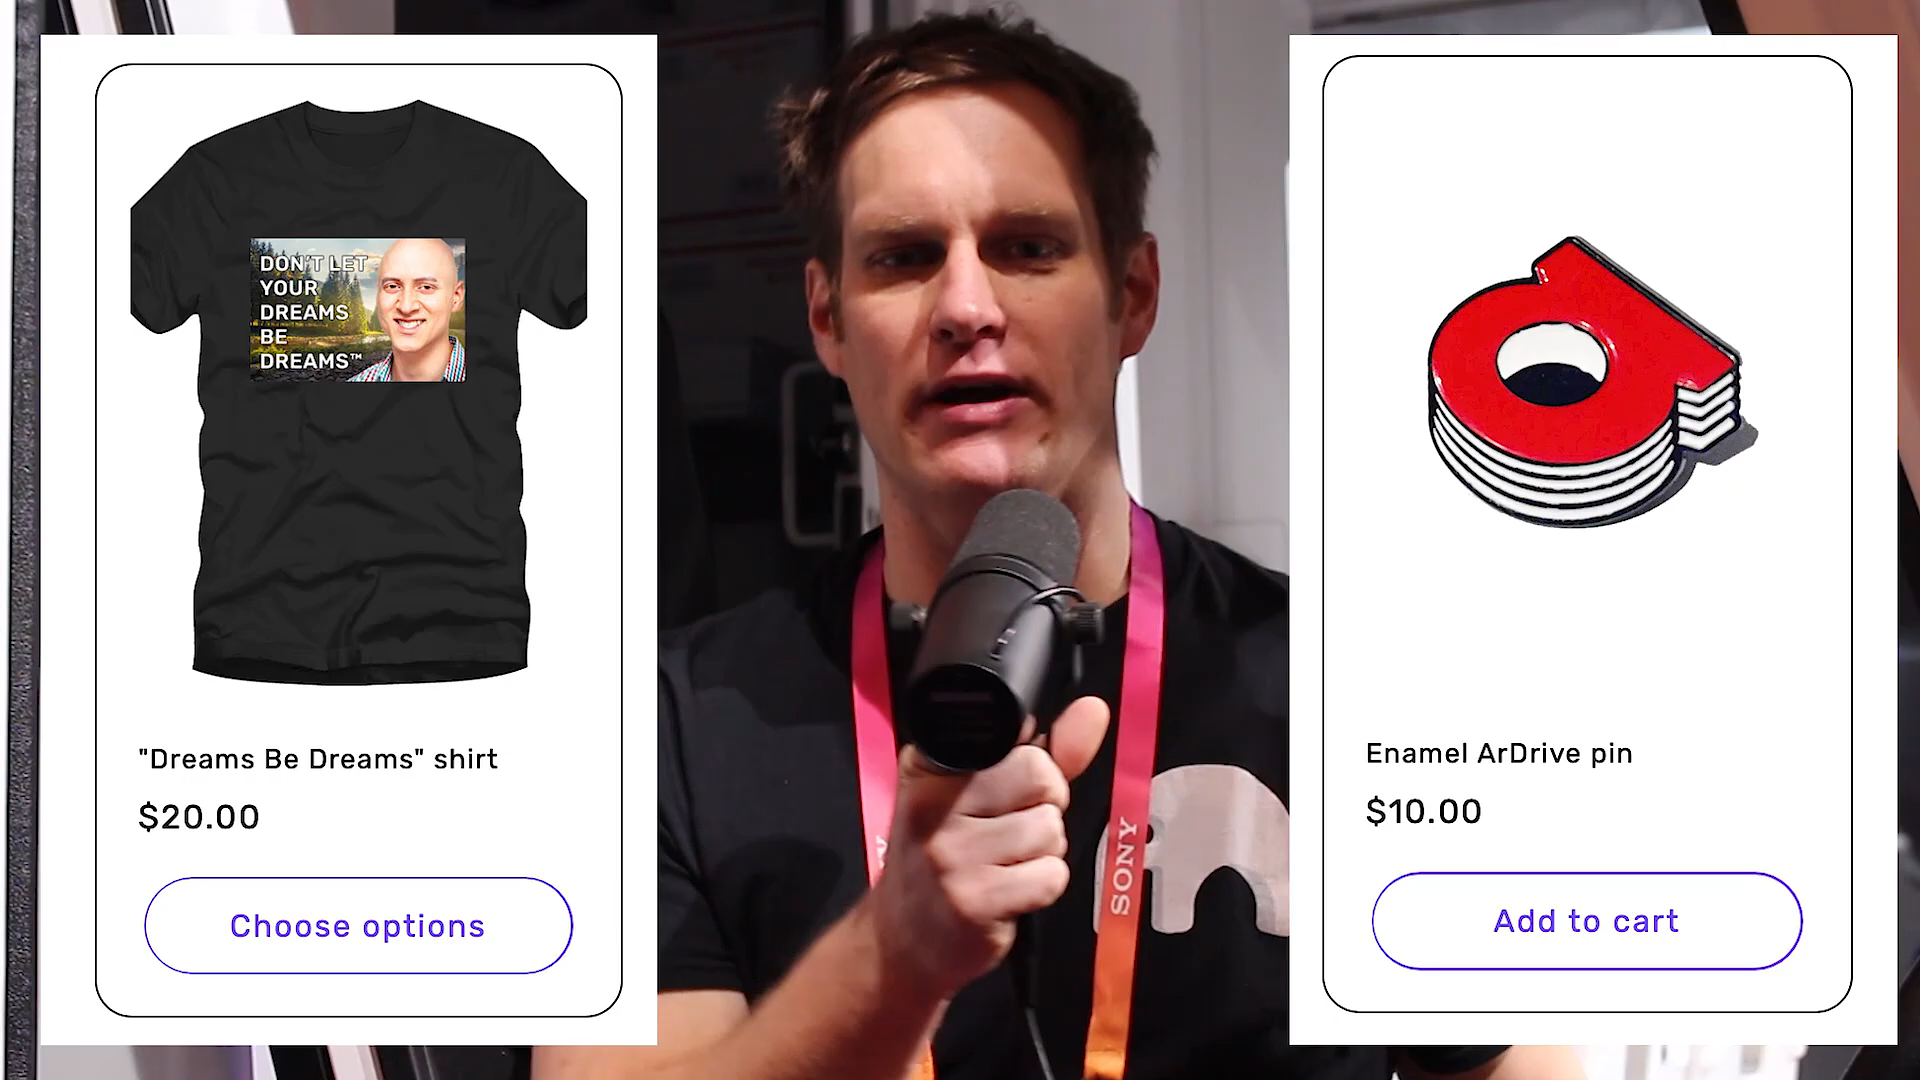 DON'T LET
YOUR
DREAMS
BE
DREAMS™
"Dreams Be Dreams" shirt
$20.00
Choose options
SONY
Enamel ArDrive pin
$10.00
Add to cart